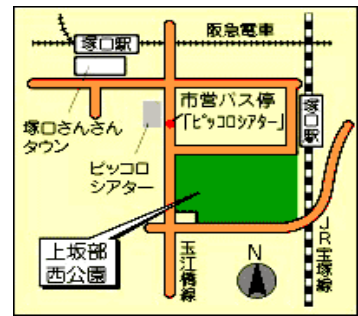 阪急電車
塚口駅
市営バス停
「ピッコロシアター」
塚口駅
塚口さんさん
タウン
ピッコロ
シアター
上坂部
西公園
玉江橋線
N
JR宝塚線